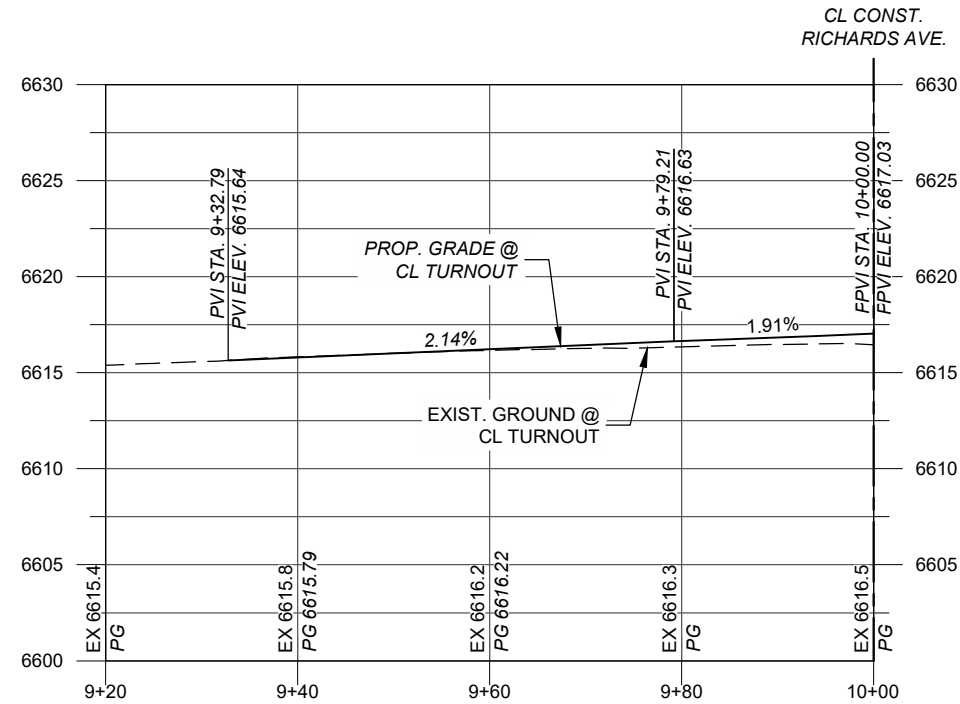 CL CONST.
RICHARDS AVE.
6630
6630
6625
6625
6620
6620
6615
6615
6610
6610
6605
6605
6600
PVI STA. 9+32.79
PVI ELEV. 6615.64
PROP. GRADE @
CL TURNOUT
PVI STA. 9+79.21
PVI ELEV. 6616.63
FPVI STA. 10+00.00
FPVI ELEV. 6617.03
2.14%
1.91%
EXIST. GROUND @
CL TURNOUT
EX 6615.4
PG
EX 6615.8
PG 6615.79
EX 6616.2
PG 6616.22
EX 6616.3
PG
EX 6616.5
PG
9+20
9+40
9+60
9+80
10+00